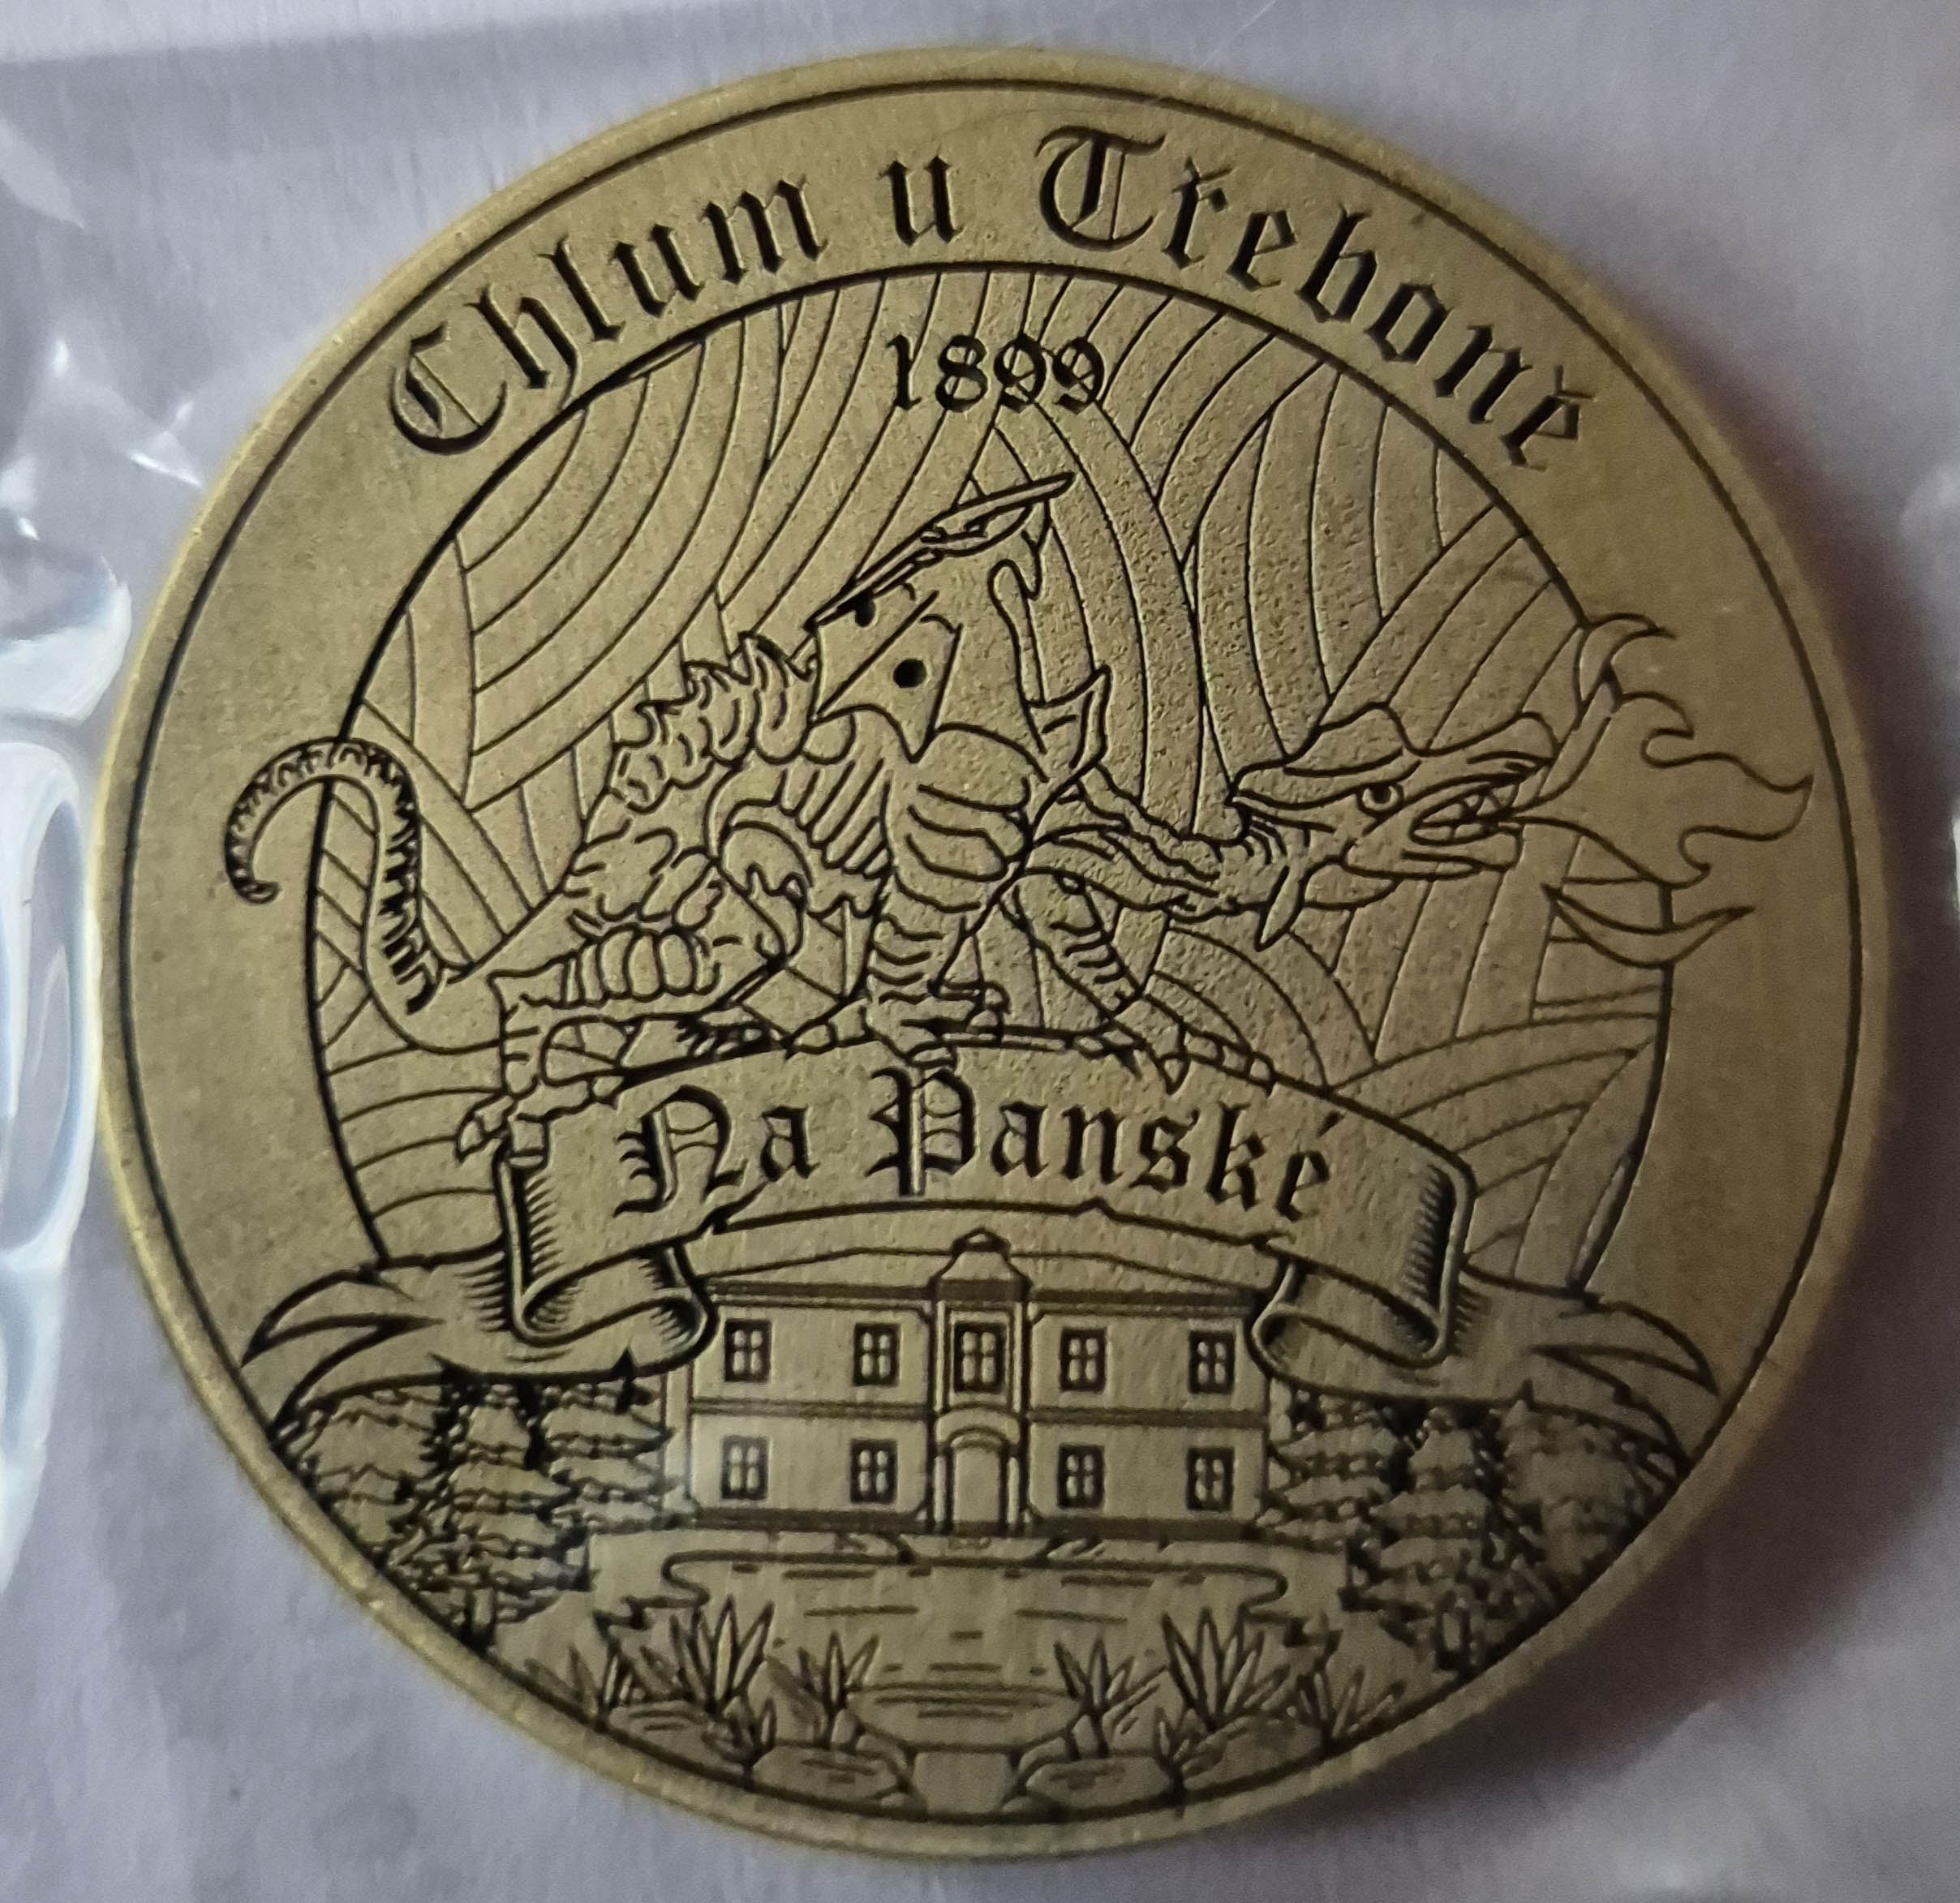 Chlum u Třeboně
1899
Na Panské